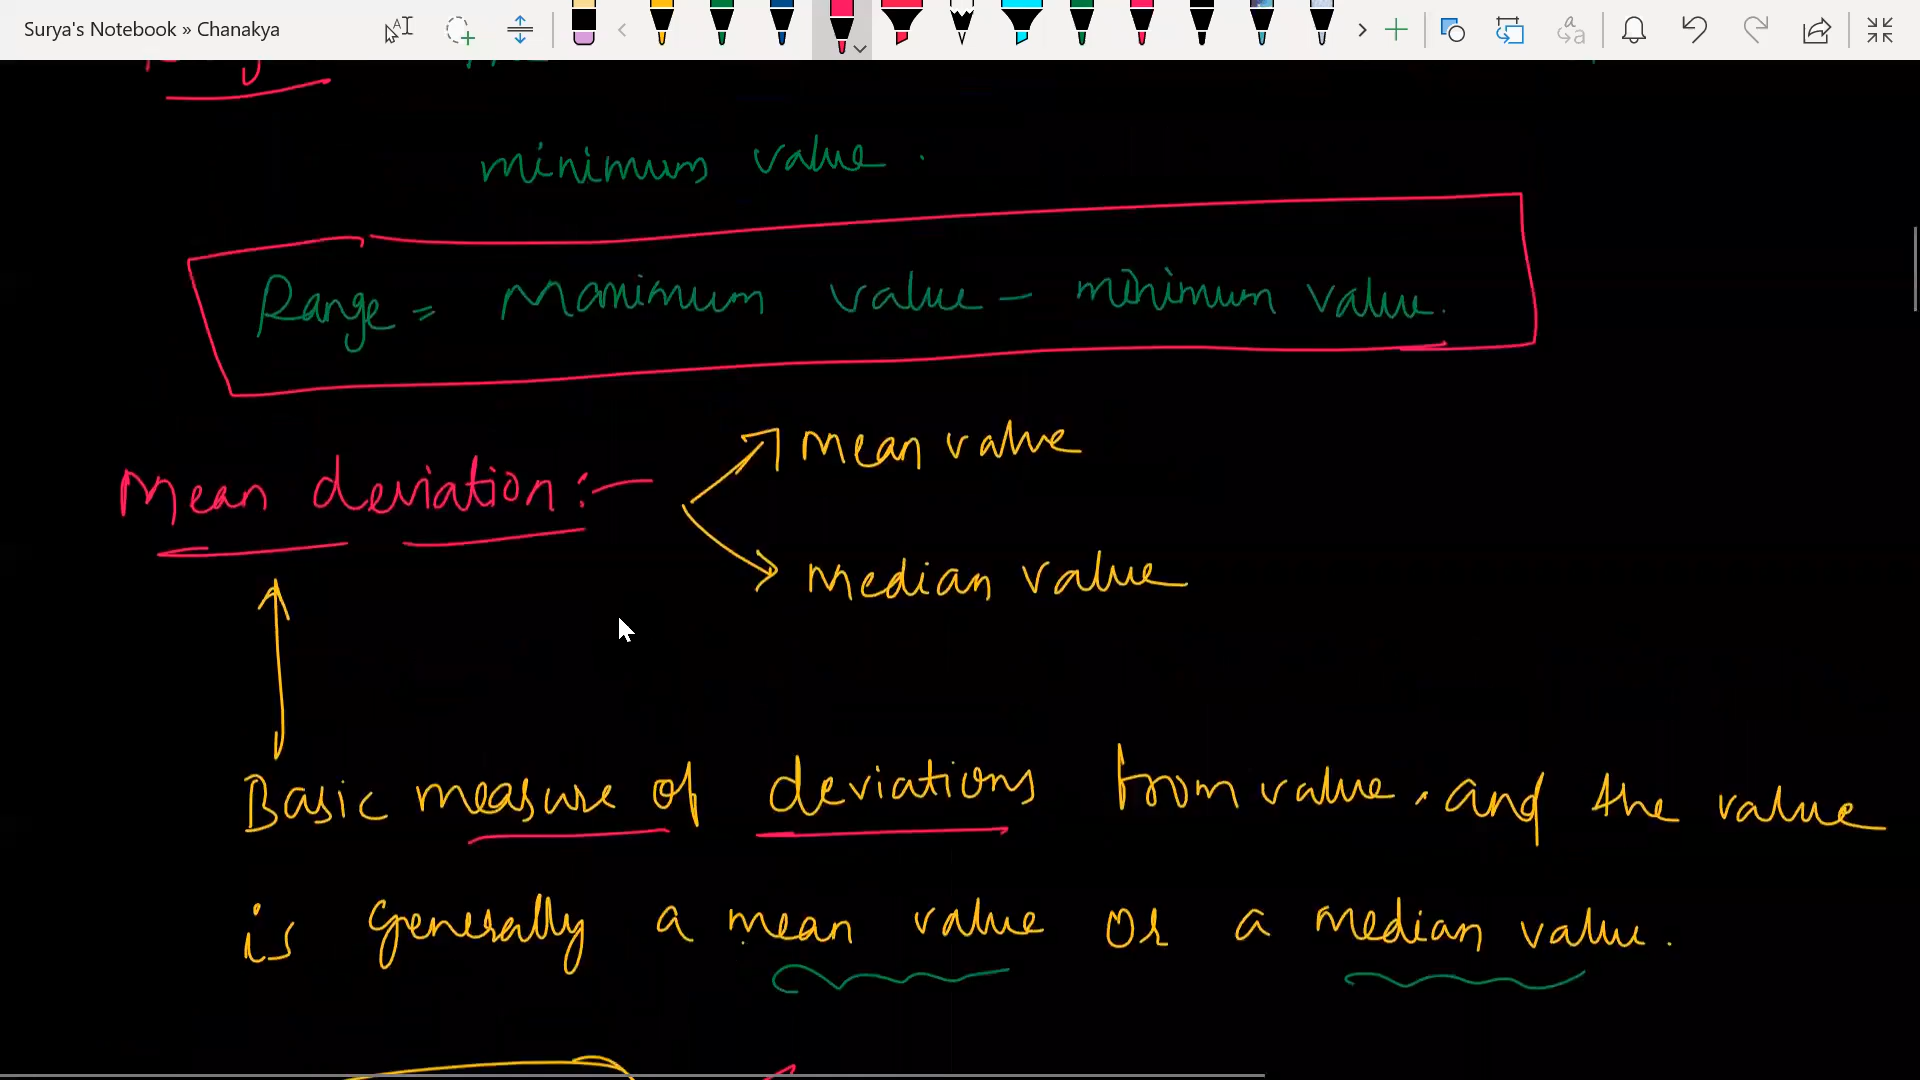 Surya's Notebook » Chanakya
minimum value.
Range = Maximum value - minimum value.
mean value
Mean deviation :-
Median value
Basic measure of deviations from value. and the value
is generally a mean value or a median value.